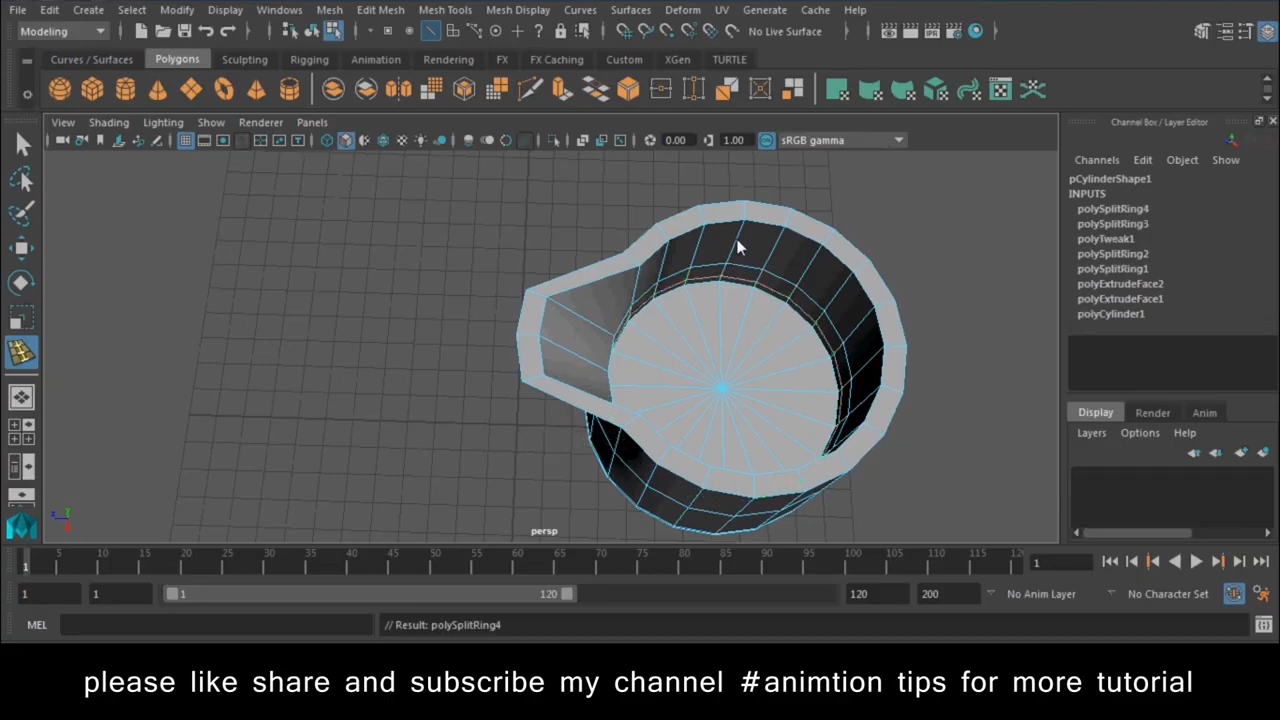 File Edit Create Select Modify Display Windows Mesh Edit Mesh Mesh Tools Mesh Display Curves Surfaces Deform UV Generate Cache Help
Modeling No Live Surface
Curves / Surfaces Polygons Sculpting Rigging Animation Rendering FX FX Caching Custom XGen TURTLE
View Shading Lighting Show Renderer Panels
0.00 1.00 sRGB gamma
Channel Box / Layer Editor
Channels Edit Object Show
pCylinderShape1
INPUTS
polySplitRing4
polySplitRing3
polyTweak1
polySplitRing2
polySplitRing1
polyExtrudeFace2
polyExtrudeFace1
polyCylinder1
Display Render Anim
Layers Options Help
persp
5 10 15 20 25 30 35 40 45 50 55 60 65 70 75 80 85 90 95 100 105 110 115 12
1 1
1 1 1 120 120 200 No Anim Layer No Character Set
MEL // Result: polySplitRing4
please like share and subscribe my channel #animtion tips for more tutorial